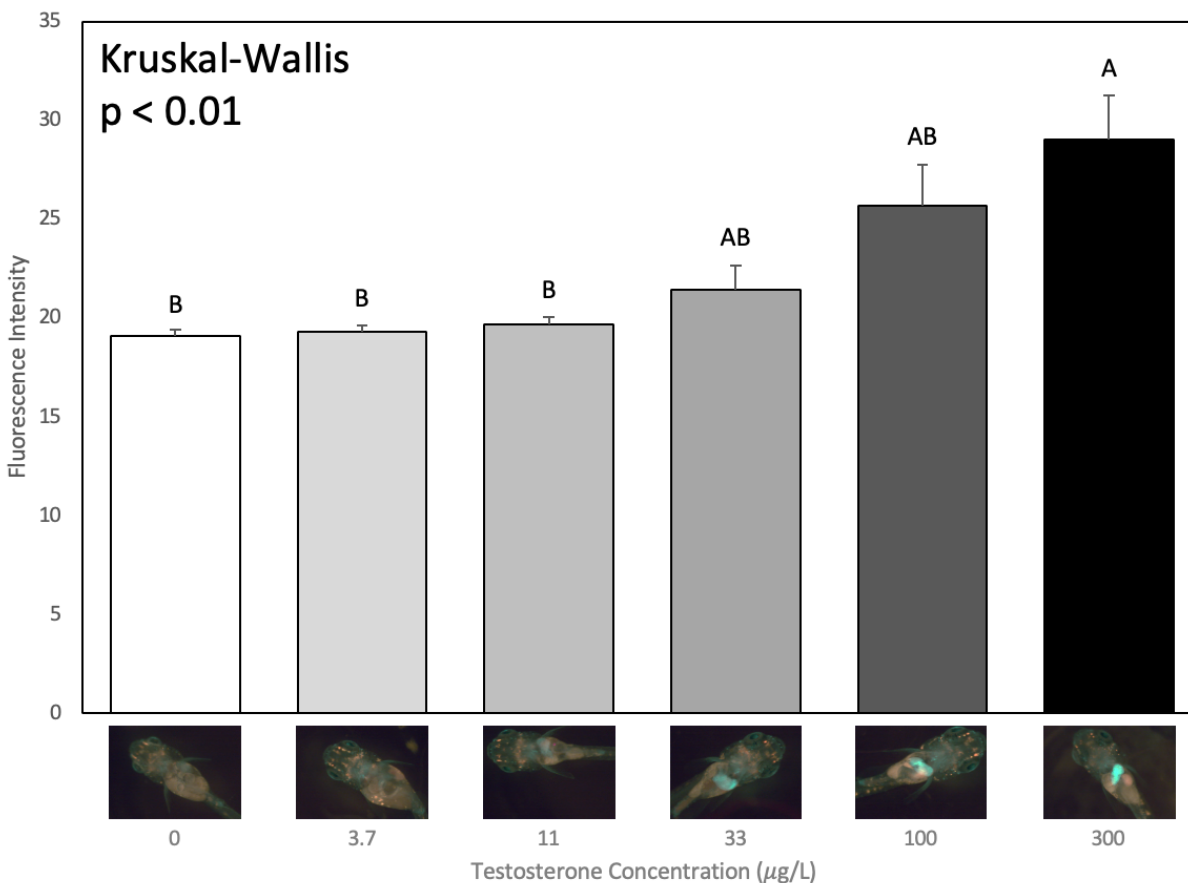 35
Kruskal-Wallis
p < 0.01
30
25
20
15
10
5
0
Fluorescence Intensity
B
B
B
AB
AB
A
0 3.7 11 33 100 300
Testosterone Concentration (µg/L)